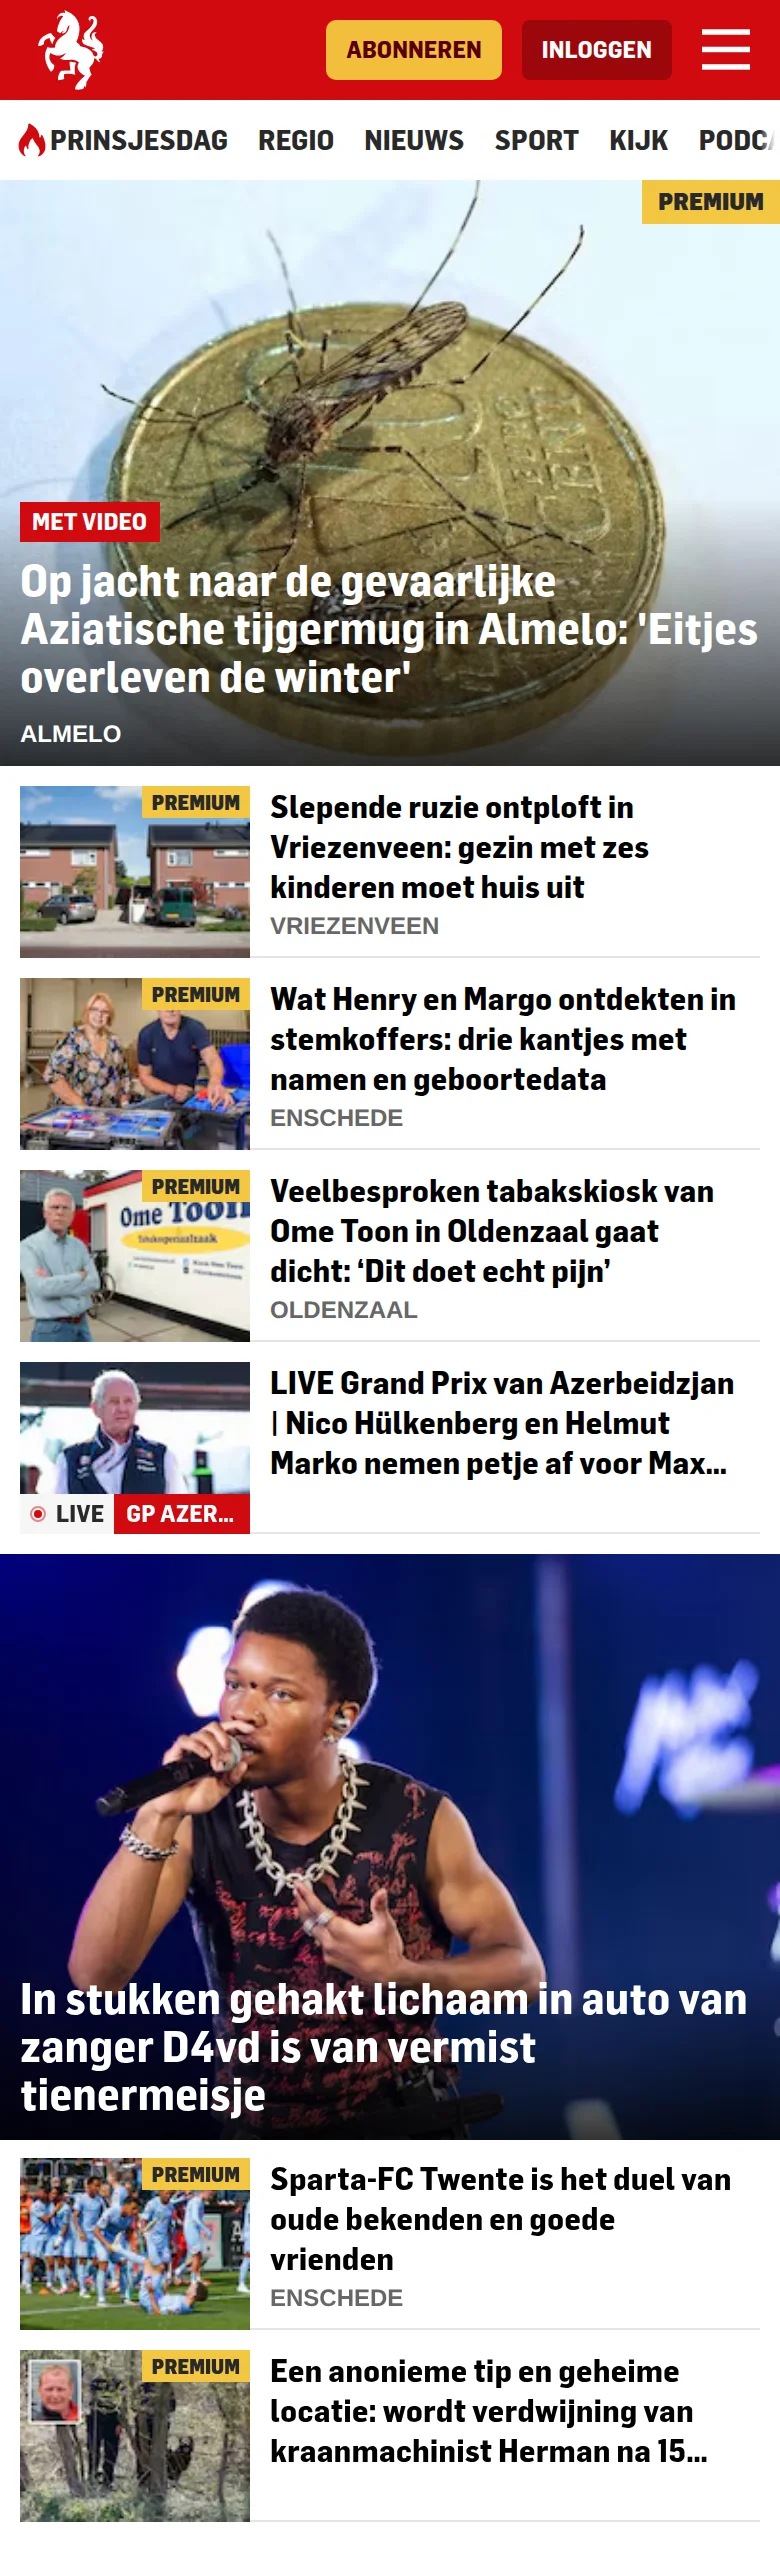 ABONNEREN
INLOGGEN
PRINSJESDAG REGIO NIEUWS SPORT KIJK PODCA
PREMIUM
MET VIDEO
Op jacht naar de gevaarlijke
Aziatische tijgermug in Almelo: 'Eitjes
overleven de winter'
ALMELO
PREMIUM
Slepende ruzie ontploft in
Vriezenveen: gezin met zes
kinderen moet huis uit
VRIEZENVEEN
PREMIUM
Wat Henry en Margo ontdekten in
stemkoffers: drie kantjes met
namen en geboortedata
ENSCHEDE
PREMIUM
Ome Toon
Tabaksspeciaalzaak
Veelbesproken tabakskiosk van
Ome Toon in Oldenzaal gaat
dicht: ‘Dit doet echt pijn’
OLDENZAAL
LIVE GP AZER...
LIVE Grand Prix van Azerbeidzjan
| Nico Hülkenberg en Helmut
Marko nemen petje af voor Max...
In stukken gehakt lichaam in auto van
zanger D4vd is van vermist
tienermeisje
PREMIUM
Sparta-FC Twente is het duel van
oude bekenden en goede
vrienden
ENSCHEDE
PREMIUM
Een anonieme tip en geheime
locatie: wordt verdwijning van
kraanmachinist Herman na 15...